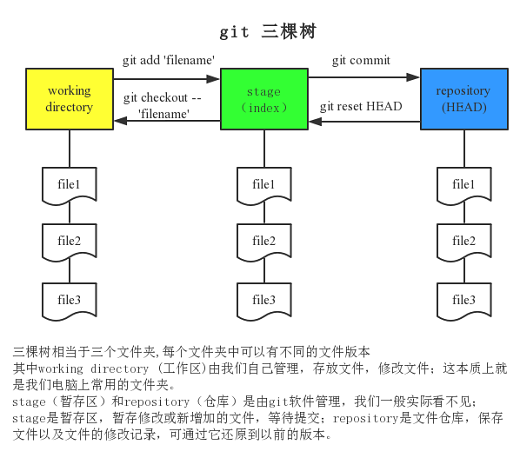 git 三棵树
git add 'filename'
git commit
working
directory
stage
（index）
repository
(HEAD)
git checkout --
'filename'
git reset HEAD
file1
file1
file1
file2
file2
file2
file3
file3
file3
三棵树相当于三个文件夹,每个文件夹中可以有不同的文件版本
其中working directory (工作区)由我们自己管理，存放文件，修改文件；这本质上就
是我们电脑上常用的文件夹。
stage（暂存区）和repository（仓库）是由git软件管理，我们一般实际看不见；
stage是暂存区，暂存修改或新增加的文件，等待提交；repository是文件仓库，保存
文件以及文件的修改记录，可通过它还原到以前的版本。